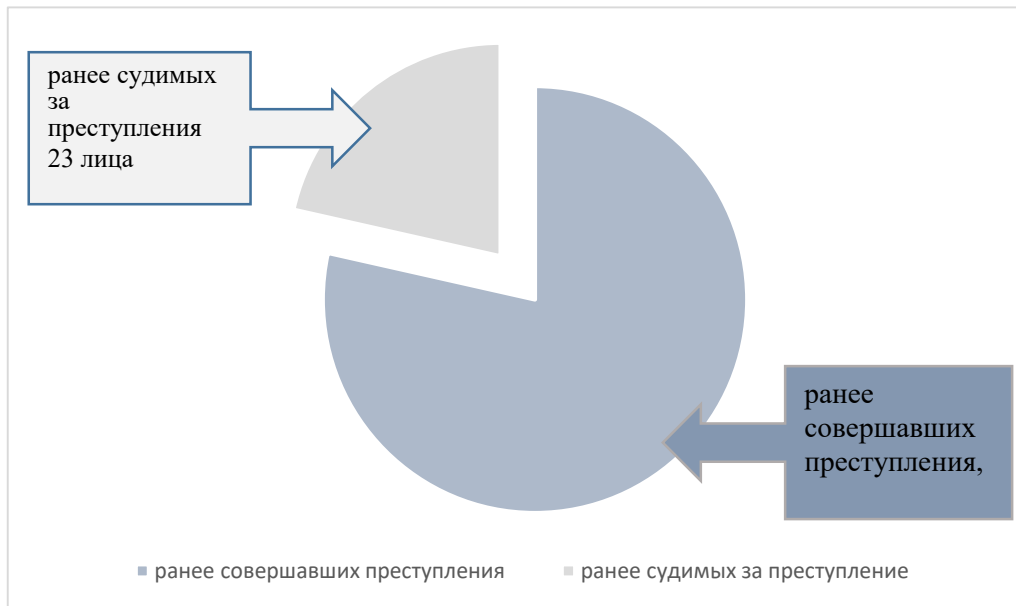 ранее судимых
за
преступления
23 лица
ранее
совершавших
преступления,
ранее совершавших преступления
ранее судимых за преступление